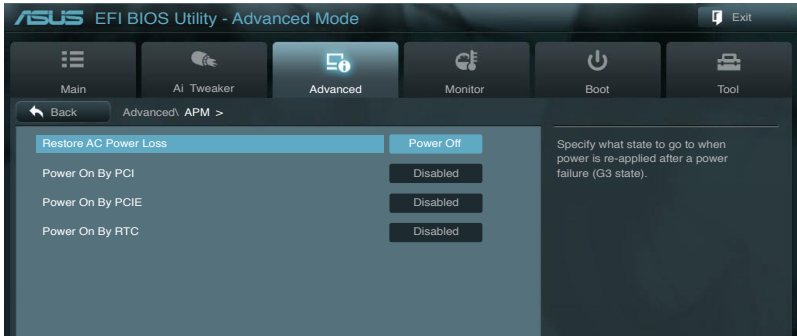 ASUS EFI BIOS Utility - Advanced Mode
Exit
Main
Ai Tweaker
Advanced
Monitor
Boot
Tool
Back
Advanced\ APM >
Restore AC Power Loss
Power Off
Power On By PCI
Disabled
Power On By PCIE
Disabled
Power On By RTC
Disabled
Specify what state to go to when
power is re-applied after a power
failure (G3 state).